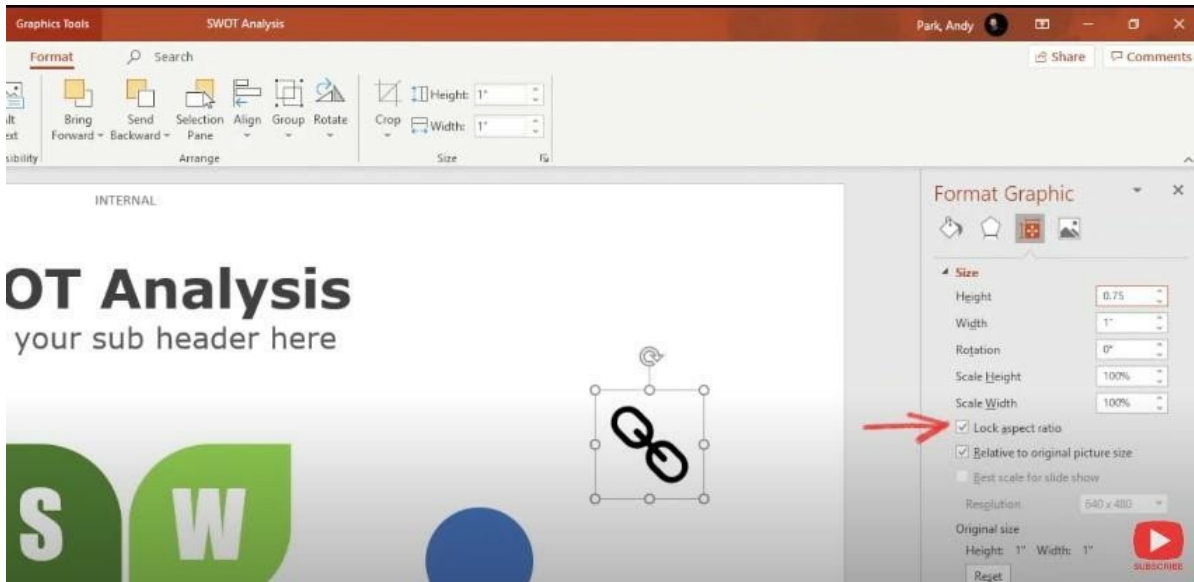 Graphics Tools
SWOT Analysis
Park, Andy
Format
Search
Share
Comments
Bring
Forward
Send
Backward
Selection
Pane
Align
Group
Rotate
Crop
Height: 1"
Width: 1"
Arrange
Size
INTERNAL
OT Analysis
your sub header here
S
W
Format Graphic
Size
Height 0.75
Width 1"
Rotation 0°
Scale Height 100%
Scale Width 100%
Lock aspect ratio
Relative to original picture size
Best scale for slide show
Resolution 640 x 480
Original size
Height: 1" Width: 1"
Reset
SUBSCRIBE